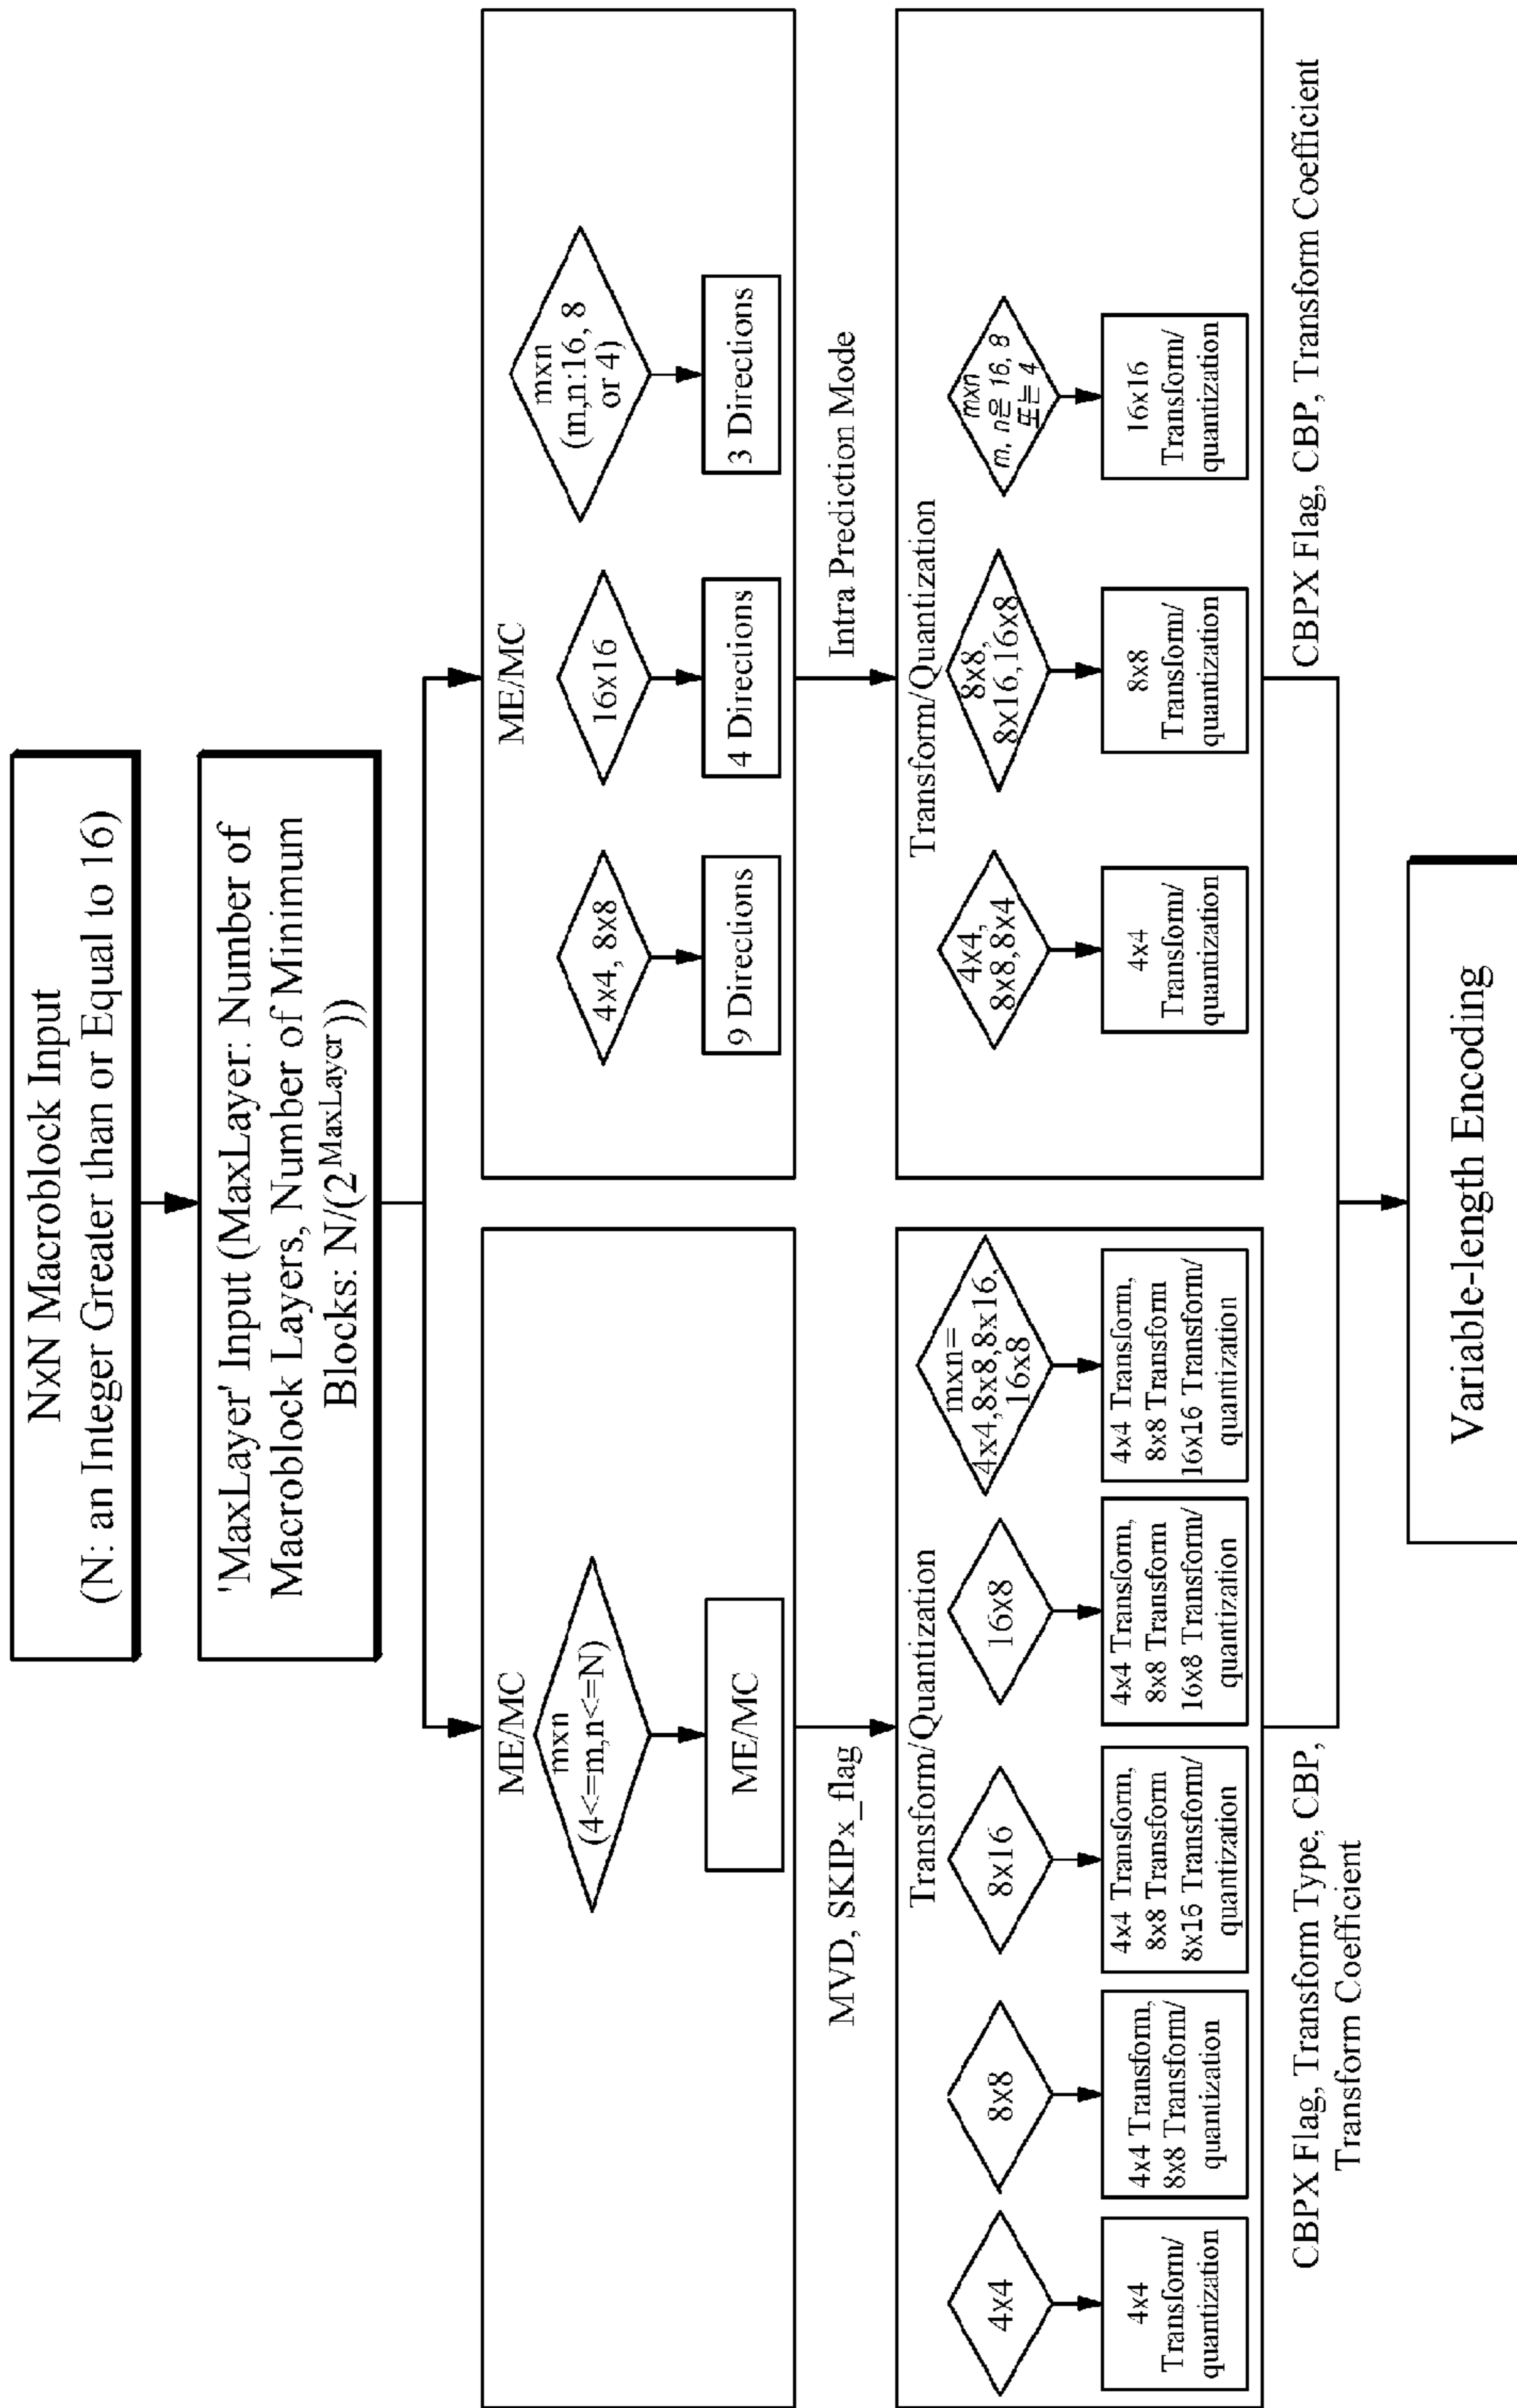 NxN Macroblock Input
(N: an Integer Greater than or Equal to 16)
'MaxLayer' Input (MaxLayer: Number of
Macroblock Layers, Number of Minimum
Blocks: N/(2^MaxLayer))
ME/MC
mxn
(4<=m,n<=N)
ME/MC
ME/MC
4x4, 8x8
9 Directions
16x16
4 Directions
mxn
(m,n:16, 8
or 4)
3 Directions
MVD, SKIPx_flag
Intra Prediction Mode
Transform/Quantization
4x4
4x4
Transform/
quantization
8x8
4x4 Transform,
8x8 Transform/
quantization
8x16
4x4 Transform,
8x8 Transform
8x16 Transform/
quantization
16x8
4x4 Transform,
8x8 Transform
16x8 Transform/
quantization
mxn=
4x4,8x8,8x16,
16x8
4x4 Transform,
8x8 Transform
16x16 Transform/
quantization
Transform/Quantization
4x4,
8x8,8x4
4x4
Transform/
quantization
8x8,
8x16,16x8
8x8
Transform/
quantization
mxn
m, n은 16, 8
또는 4
16x16
Transform/
quantization
CBPX Flag, Transform Type, CBP,
Transform Coefficient
CBPX Flag, CBP, Transform Coefficient
Variable-length Encoding